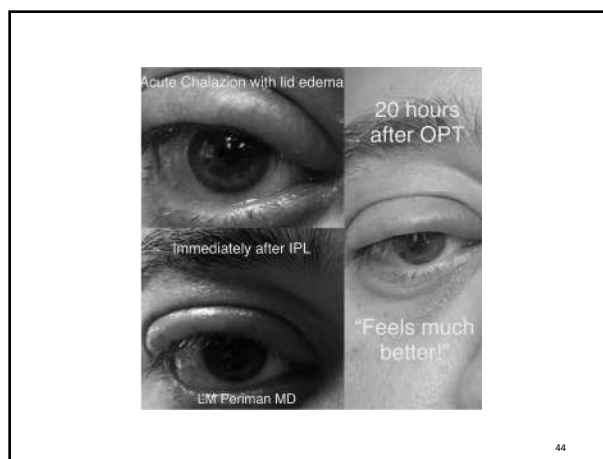 Acute Chalazion with lid edema
20 hours
after OPT
Immediately after IPL
"Feels much
better!"
LM Periman MD
44